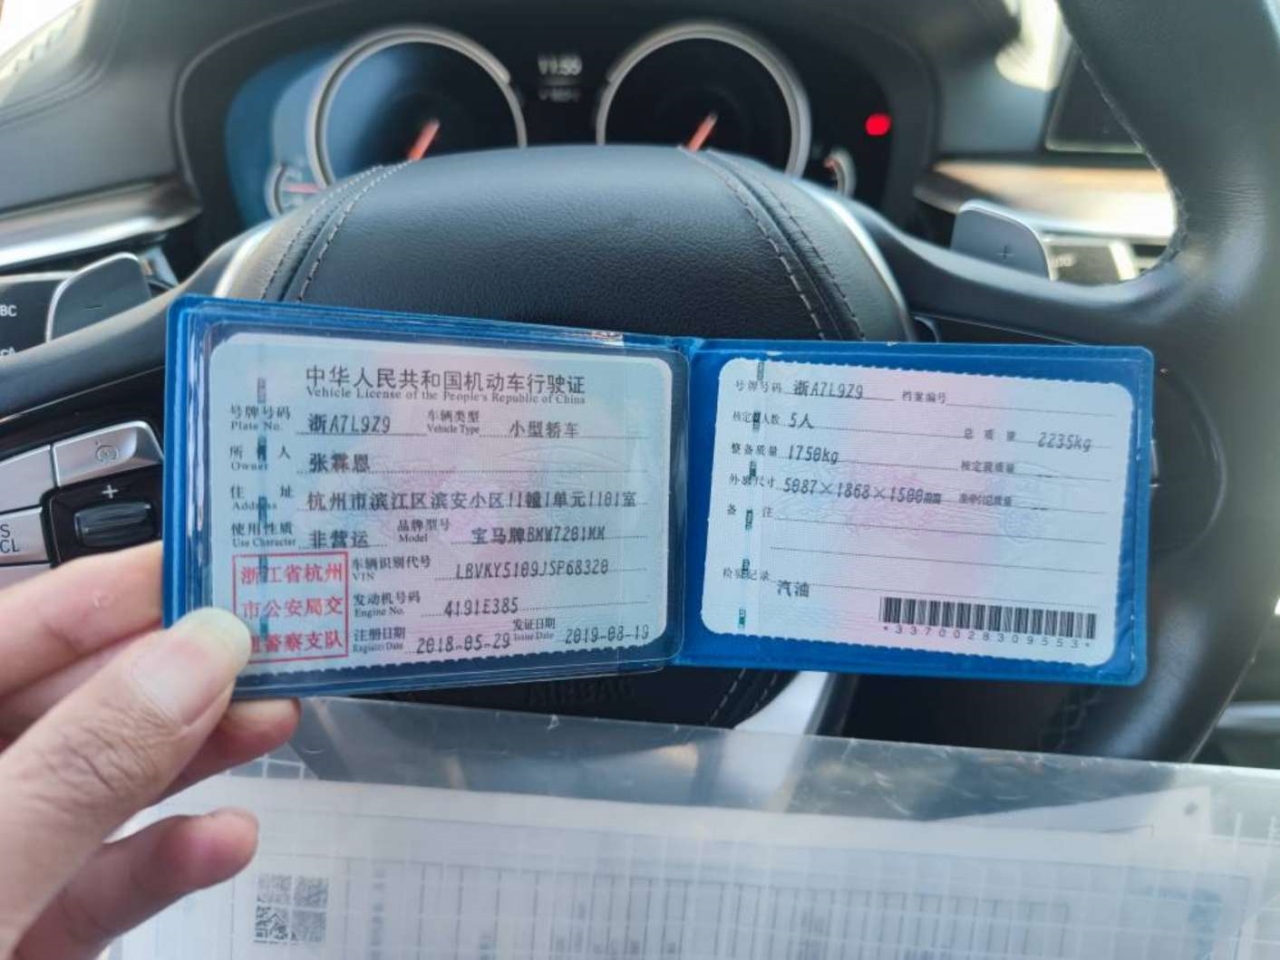 11:55
BC
中华人民共和国机动车行驶证
Vehicle License of the People's Republic of China
号牌号码 浙A7L9Z9 车辆类型 小型轿车
Plate No. Vehicle Type
所有人 张霖恩
Owner
住址 杭州市滨江区滨安小区11幢1单元1101室
Address
使用性质 非营运 品牌型号 宝马牌BMW7201MM
Use Character Model
浙江省杭州
市公安局交
警察支队
车辆识别代号 LBVKY5109JSP68320
VIN
发动机号码 4191E385
Engine No.
注册日期 2018-05-29 发证日期 2019-08-19
Register Date Issue Date
号牌号码 浙A7L9Z9 档案编号
核定 人数 5人 总质量 2235kg
整备质量 1750kg 核定载质量 --
外廓尺寸 5087×1868×1500mm 准牵引总质量 --
备注
检验记录 汽油
*3370028309553*
AIRBAG
+
-
+
S
CL